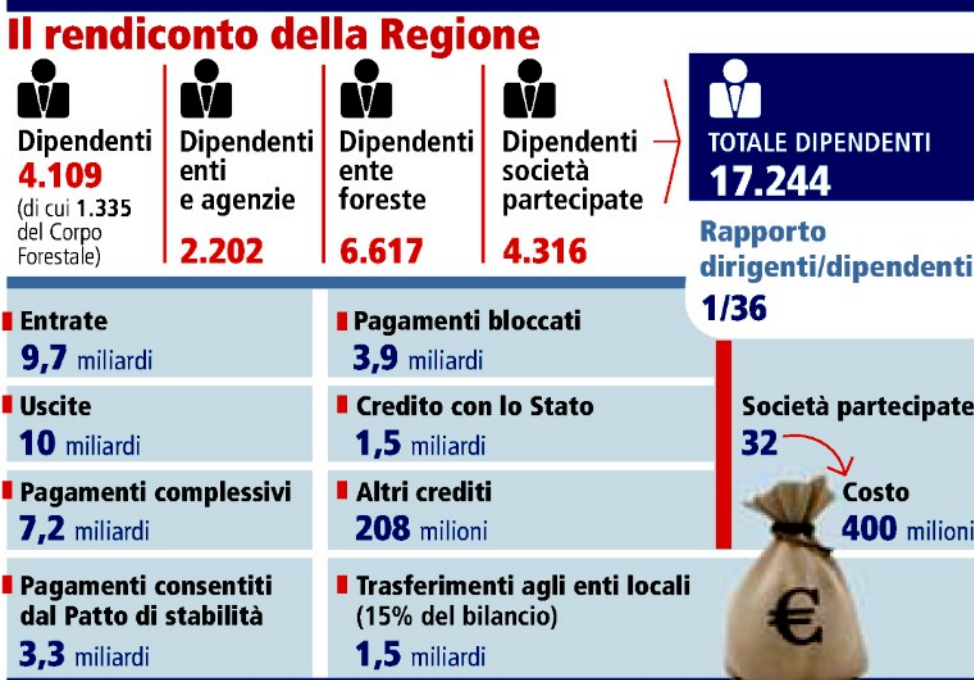 Il rendiconto della Regione
Dipendenti
4.109
(di cui 1.335
del Corpo
Forestale)
Dipendenti
enti
e agenzie
2.202
Dipendenti
ente
foreste
6.617
Dipendenti
società
partecipate
4.316
TOTALE DIPENDENTI
17.244
Rapporto
dirigenti/dipendenti
1/36
Entrate
9,7 miliardi
Uscite
10 miliardi
Pagamenti complessivi
7,2 miliardi
Pagamenti consentiti
dal Patto di stabilità
3,3 miliardi
Pagamenti bloccati
3,9 miliardi
Credito con lo Stato
1,5 miliardi
Altri crediti
208 milioni
Trasferimenti agli enti locali
(15% del bilancio)
1,5 miliardi
Società partecipate
32
Costo
400 milioni
€